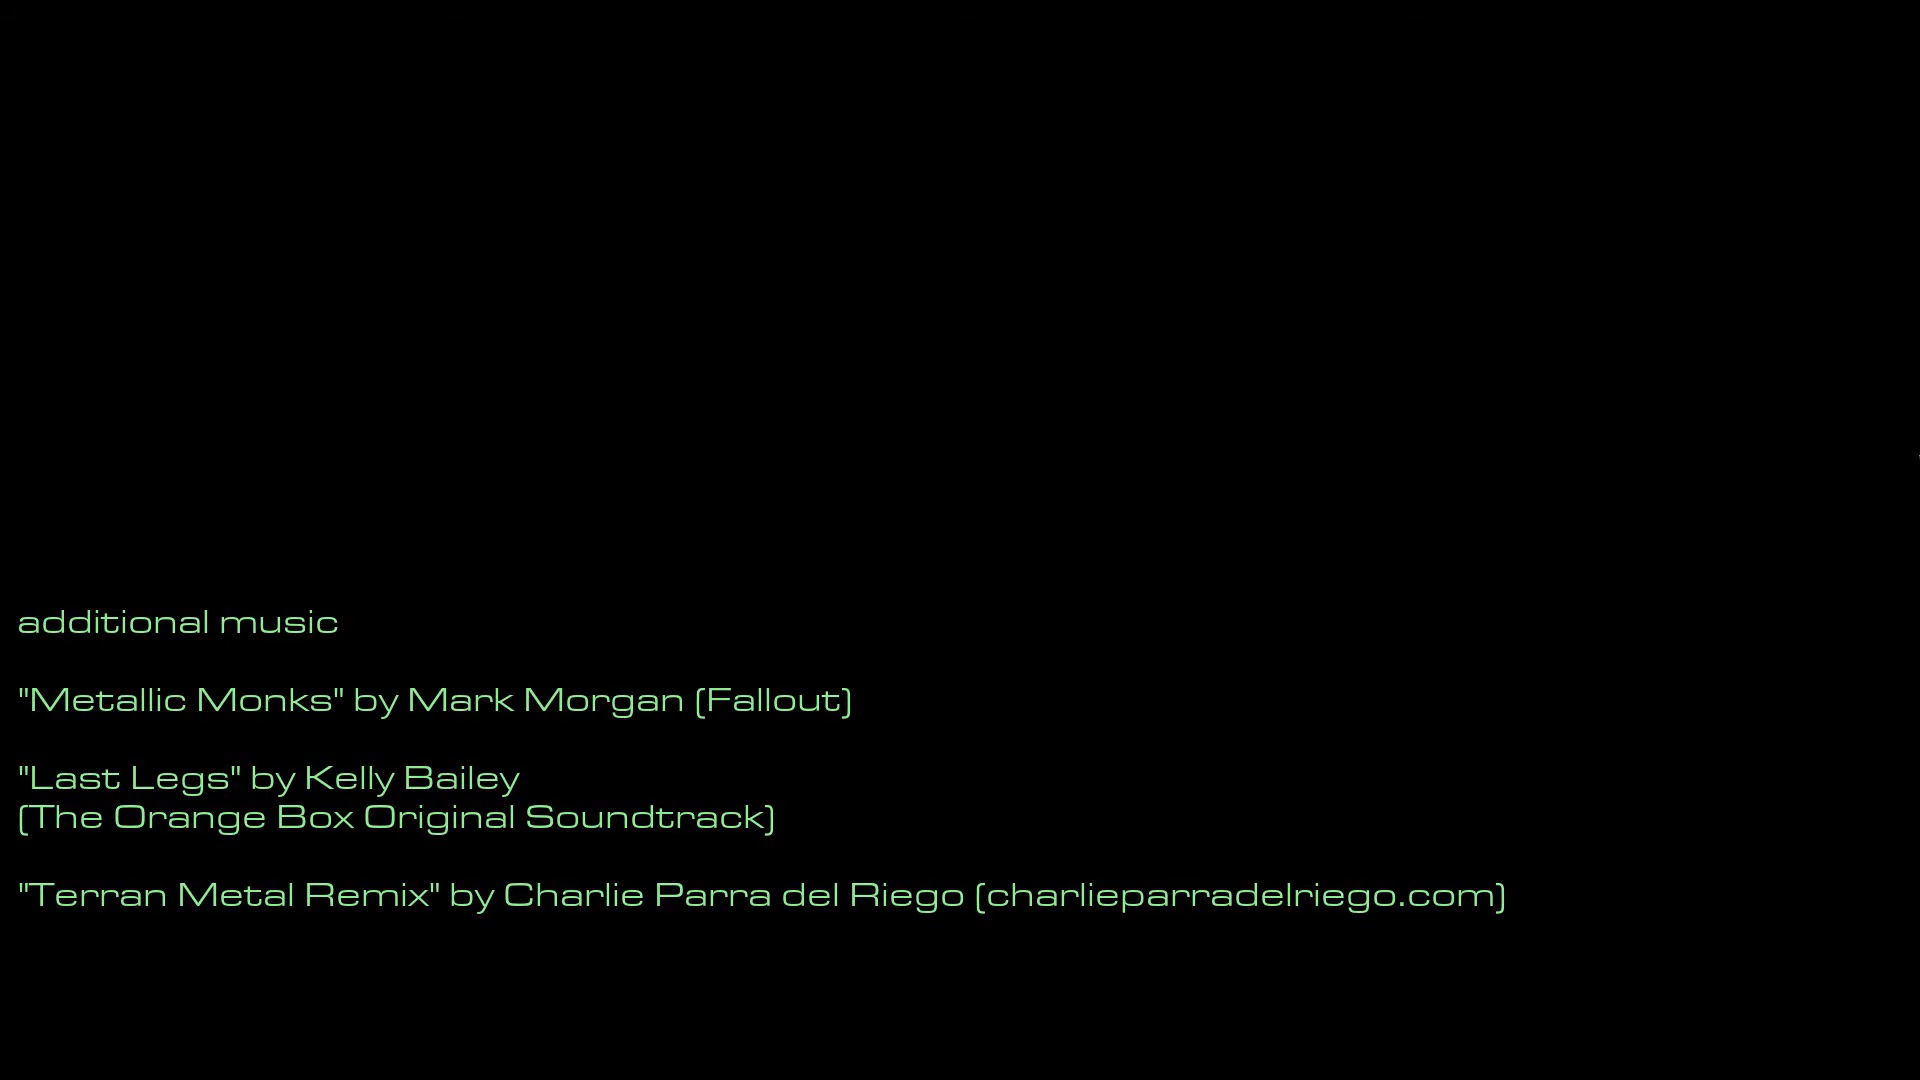 additional music
"Metallic Monks" by Mark Morgan (Fallout)
"Last Legs" by Kelly Bailey
(The Orange Box Original Soundtrack)
"Terran Metal Remix" by Charlie Parra del Riego (charlieparradelriego.com)